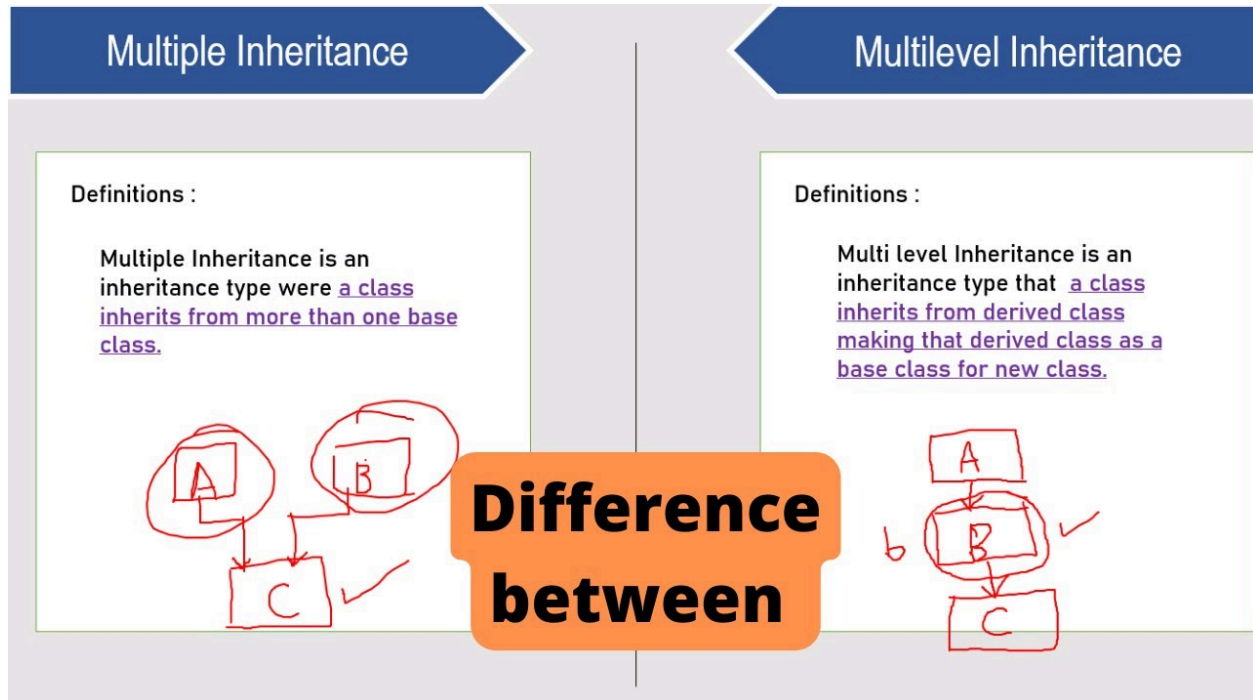 Multiple Inheritance
Definitions :
Multiple Inheritance is an
inheritance type were a class
inherits from more than one base
class.
A
B
C
Multilevel Inheritance
Definitions :
Multi level Inheritance is an
inheritance type that a class
inherits from derived class
making that derived class as a
base class for new class.
A
b
B
C
Difference
between